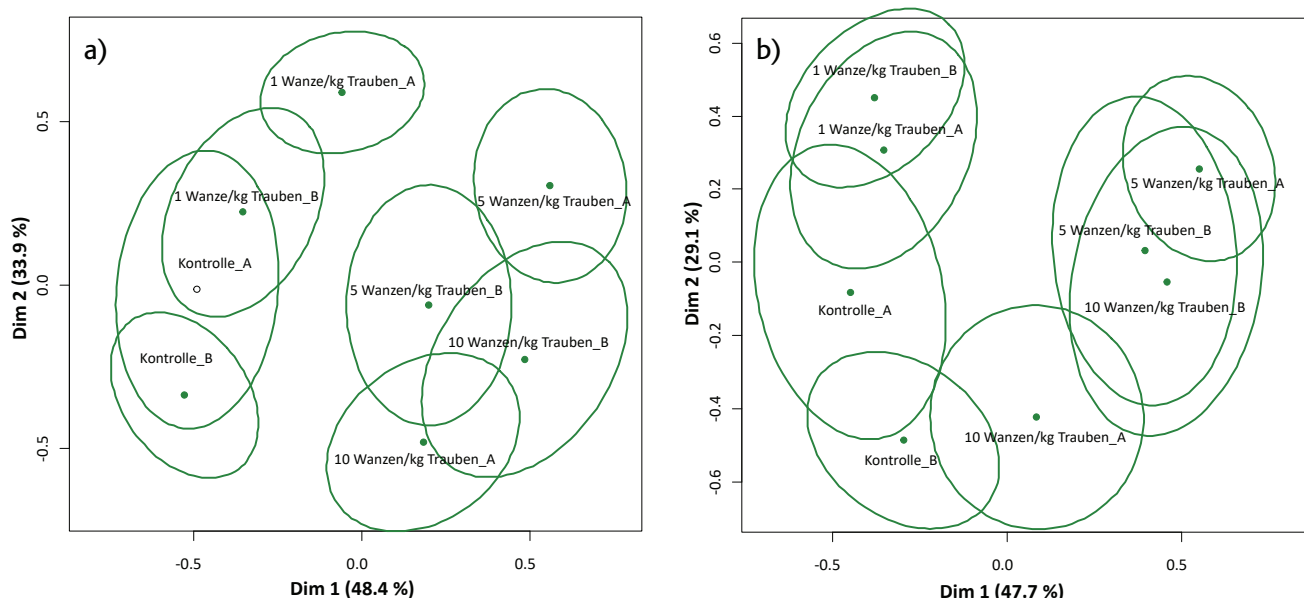 a)
1 Wanze/kg Trauben_A
5 Wanzen/kg Trauben_A
1 Wanze/kg Trauben_B
Kontrolle_A
5 Wanzen/kg Trauben_B
10 Wanzen/kg Trauben_B
Kontrolle_B
10 Wanzen/kg Trauben_A
0.5
0.0
-0.5
Dim 2 (33.9 %)
-0.5
0.0
0.5
Dim 1 (48.4 %)
b)
1 Wanze/kg Trauben_B
1 Wanze/kg Trauben_A
5 Wanzen/kg Trauben_A
5 Wanzen/kg Trauben_B
Kontrolle_A
10 Wanzen/kg Trauben_B
10 Wanzen/kg Trauben_A
Kontrolle_B
0.6
0.4
0.2
0.0
-0.2
-0.4
-0.6
Dim 2 (29.1 %)
-0.5
0.0
0.5
Dim 1 (47.7 %)